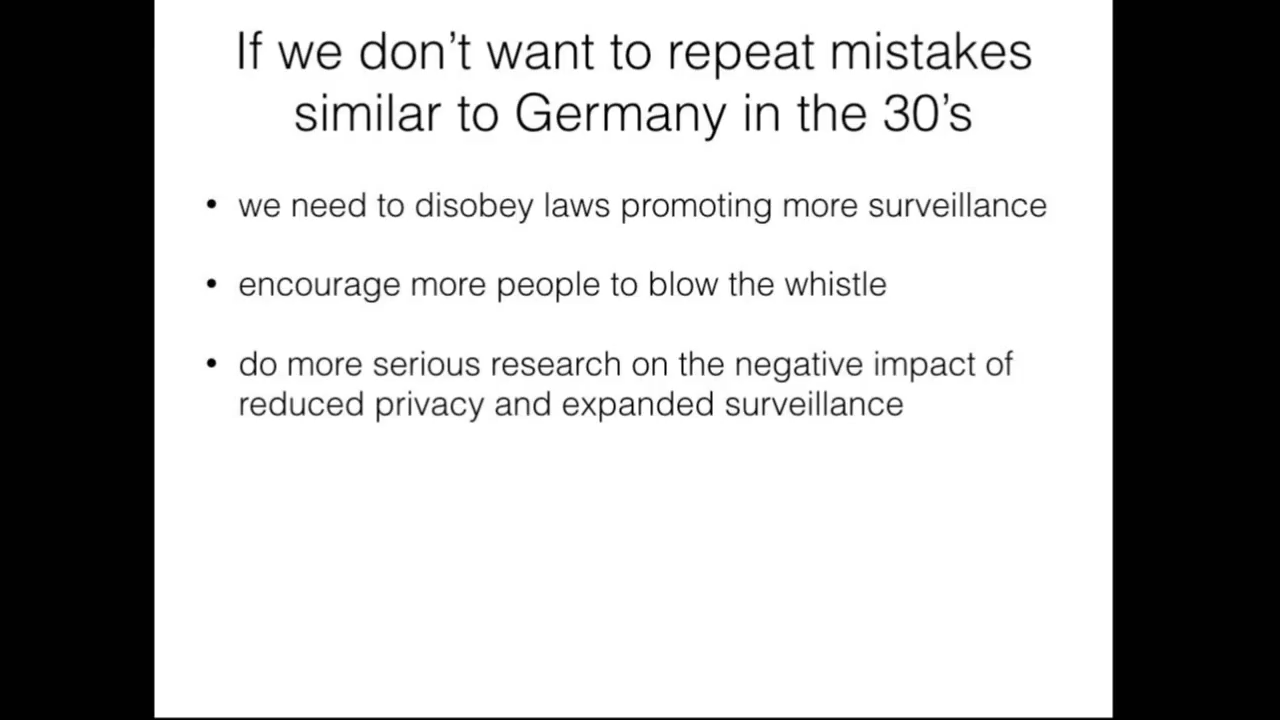 If we don't want to repeat mistakes
similar to Germany in the 30's
• we need to disobey laws promoting more surveillance
• encourage more people to blow the whistle
• do more serious research on the negative impact of
reduced privacy and expanded surveillance